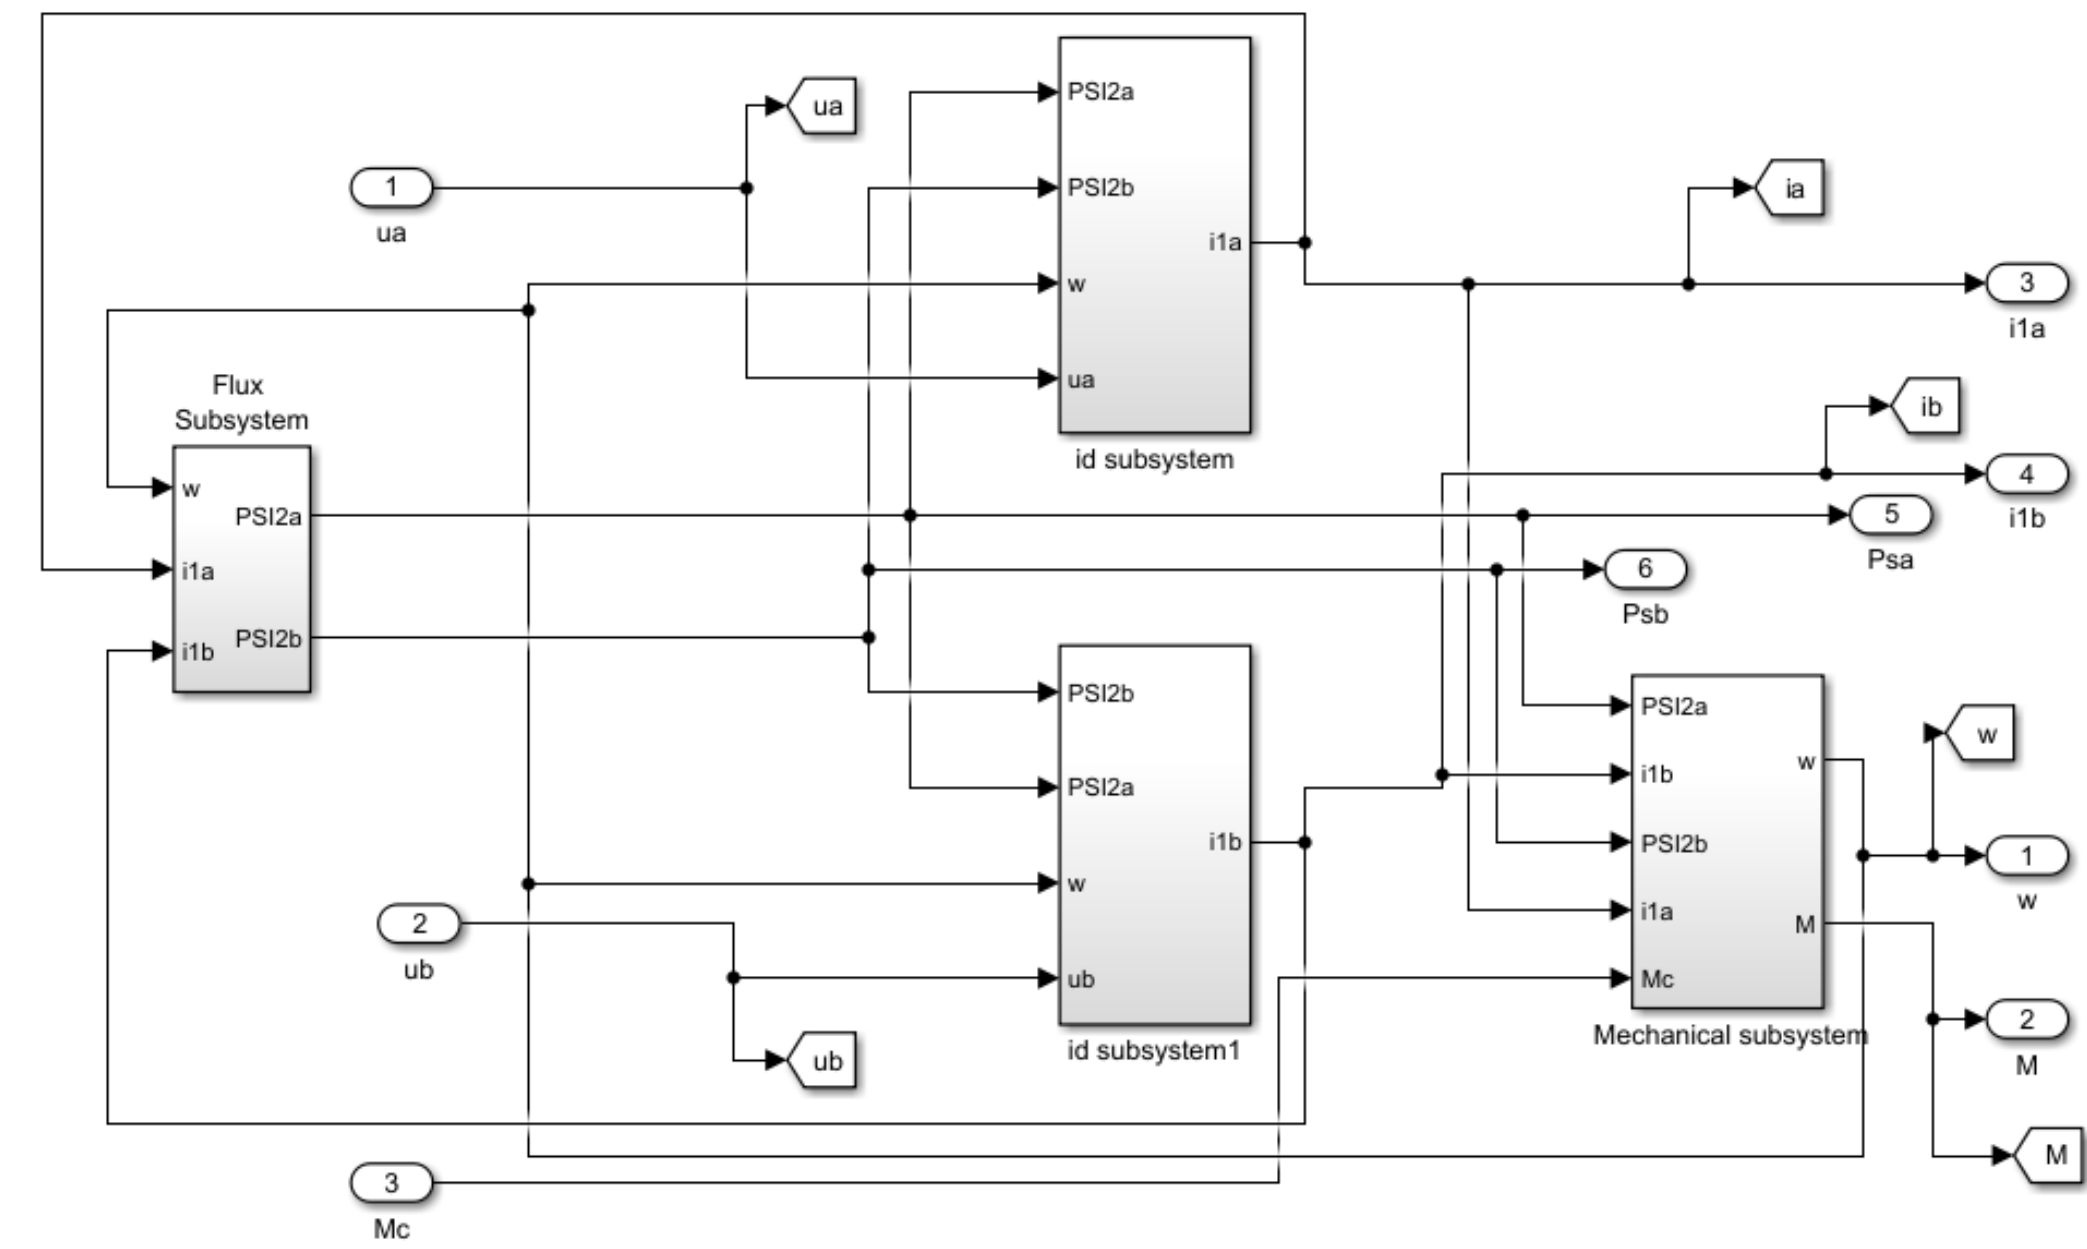 PSI2a
ua
PSI2b
1
ia
ua
i1a
w
3
i1a
ua
Flux
Subsystem
ib
id subsystem
4
w
i1b
PSI2a
5
Psa
i1a
6
Psb
PSI2b
i1b
PSI2b
PSI2a
PSI2a
w
w
i1b
i1b
PSI2b
1
w
w
i1a
2
ub
M
ub
Mc
2
M
Mechanical subsystem
id subsystem1
ub
M
3
Mc